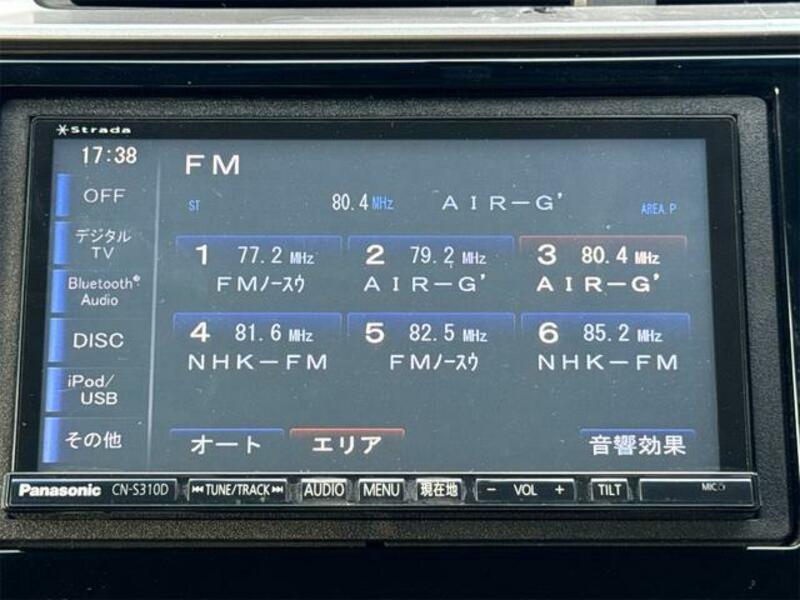 Strada
17:38
FM
OFF
ST 80.4MHz AIR-G' AREA.P
デジタル
TV
1 77.2 MHz 2 79.2 MHz 3 80.4 MHz
FMノースウ AIR-G' AIR-G'
Bluetooth®
Audio
DISC
4 81.6 MHz 5 82.5 MHz 6 85.2 MHz
NHK-FM FMノースウ NHK-FM
iPod/
USB
その他
オート エリア 音響効果
Panasonic CN-S310D TUNE/TRACK AUDIO MENU 現在地 - VOL + TILT MIC